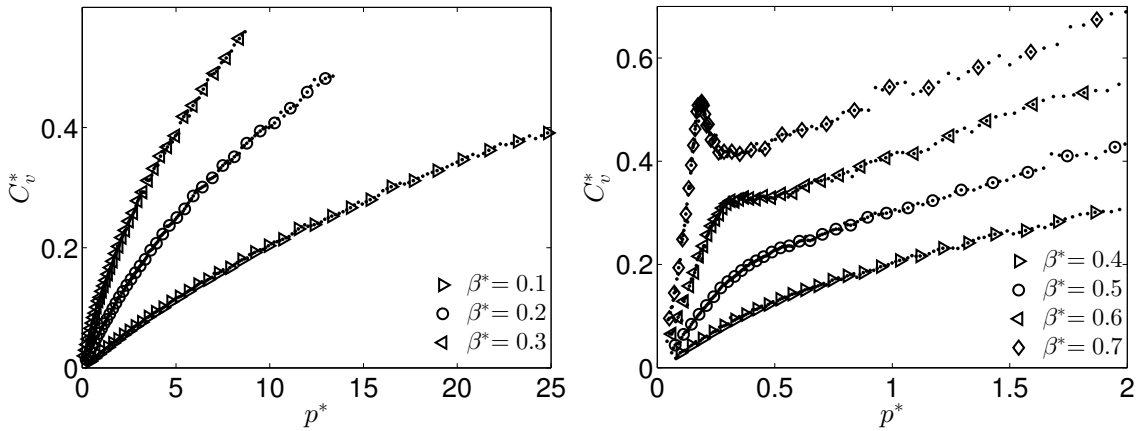 0.4
0.2
0
C_v^*
0 5 10 15 20 25
p^*
β^* = 0.1
β^* = 0.2
β^* = 0.3
0.6
0.4
0.2
0
C_v^*
0 0.5 1 1.5 2
p^*
β^* = 0.4
β^* = 0.5
β^* = 0.6
β^* = 0.7